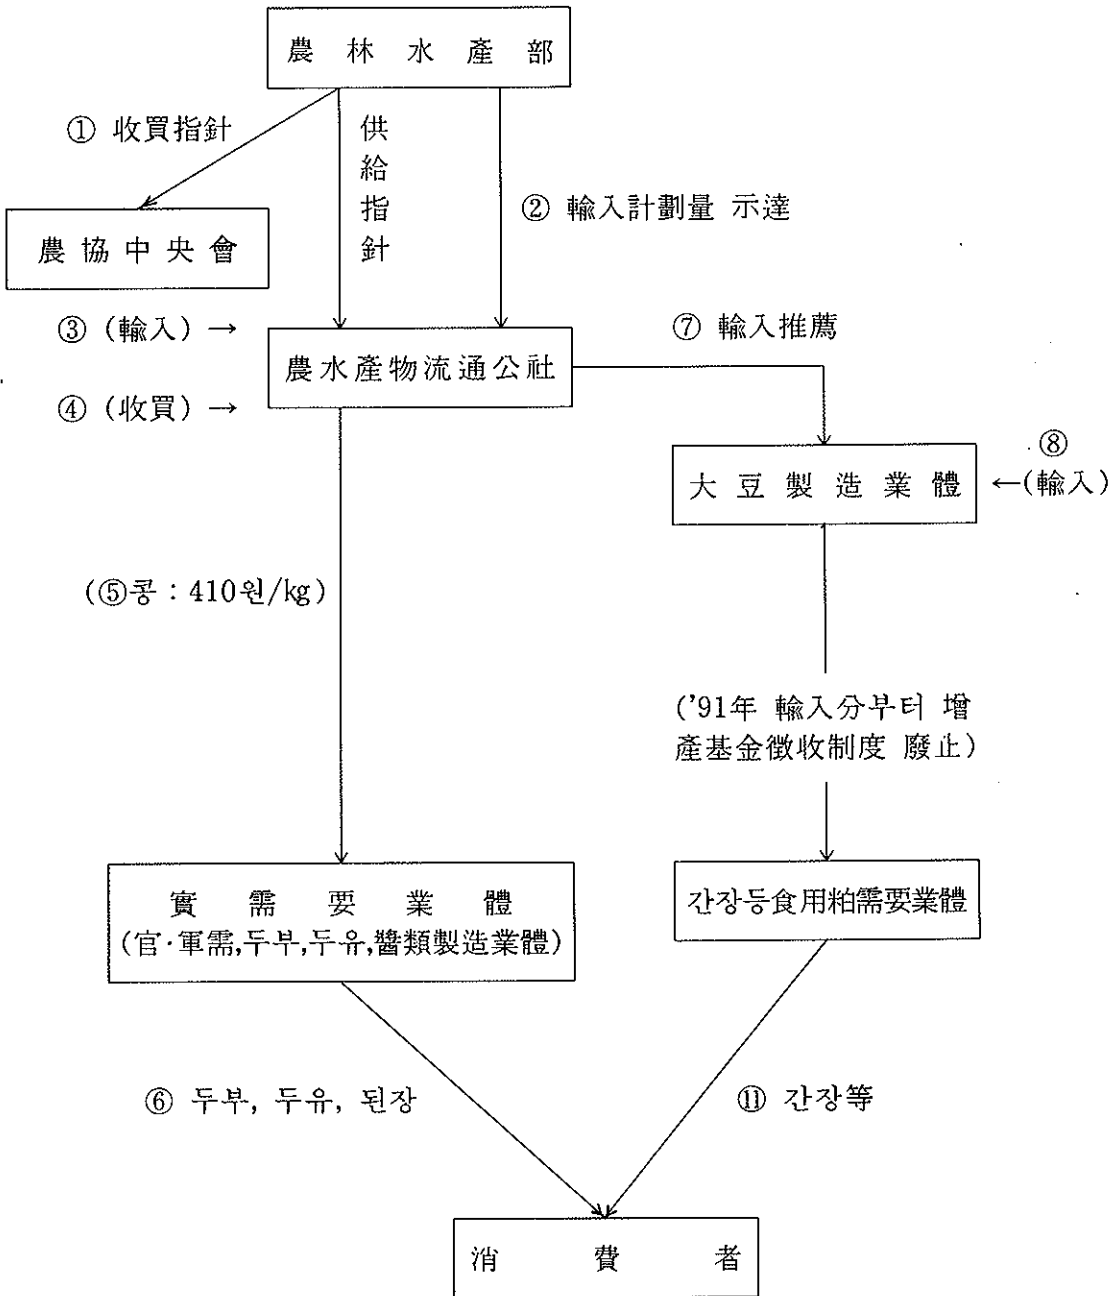 農林水產部
① 收買指針
供給指針
② 輸入計劃量 示達
農協中央會
③ (輸入) →
農水產物流通公社
④ (收買) →
⑦ 輸入推薦
⑧
大豆製造業體
←(輸入)
(⑤콩 : 410원/kg)
('91年 輸入分부터 增
產基金徵收制度 廢止)
實需要業體
(官·軍需,두부,두유,醬類製造業體)
간장등食用粕需要業體
⑥ 두부, 두유, 된장
⑪ 간장等
消費者